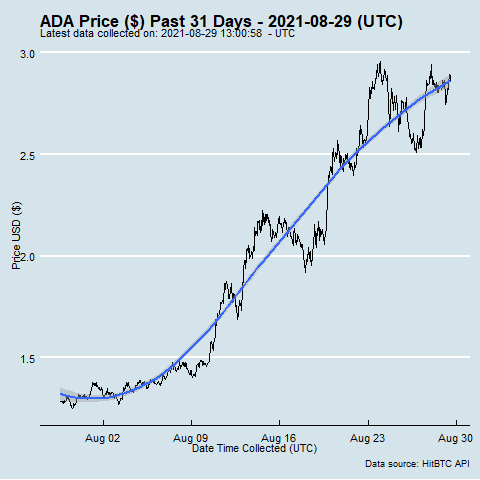 ADA Price ($) Past 31 Days - 2021-08-29 (UTC)
Latest data collected on: 2021-08-29 13:00:58 - UTC
3.0
2.5
2.0
1.5
Price USD ($)
Aug 02 Aug 09 Aug 16 Aug 23 Aug 30
Date Time Collected (UTC)
Data source: HitBTC API